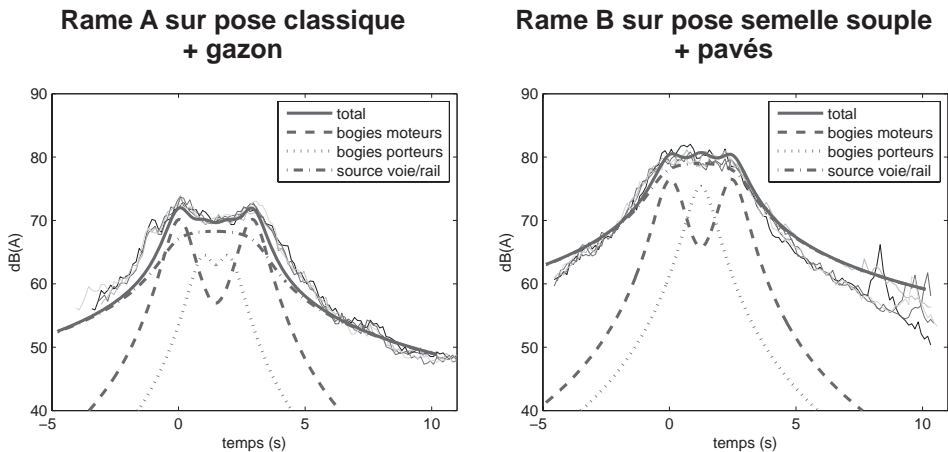 Rame A sur pose classique
+ gazon
90
80
70
60
50
40
dB(A)
−5
0
5
10
temps (s)
total
bogies moteurs
bogies porteurs
source voie/rail
Rame B sur pose semelle souple
+ pavés
90
80
70
60
50
40
dB(A)
−5
0
5
10
temps (s)
total
bogies moteurs
bogies porteurs
source voie/rail